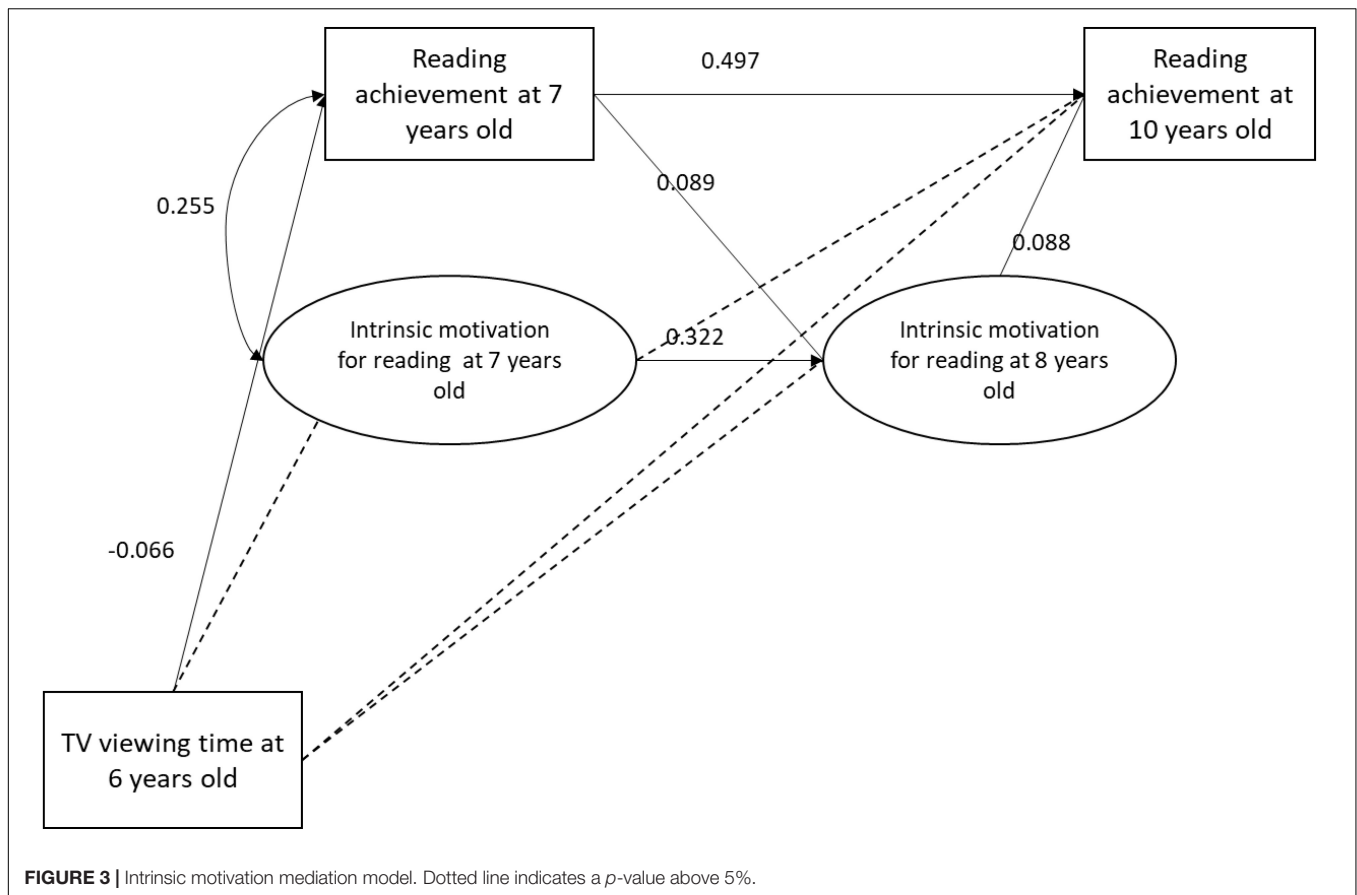 Reading
achievement at 7
years old
0.497
Reading
achievement at
10 years old
0.255
0.089
0.088
Intrinsic motivation
for reading at 7 years
old
0.322
Intrinsic motivation
for reading at 8 years
old
-0.066
TV viewing time at
6 years old
FIGURE 3 | Intrinsic motivation mediation model. Dotted line indicates a p-value above 5%.